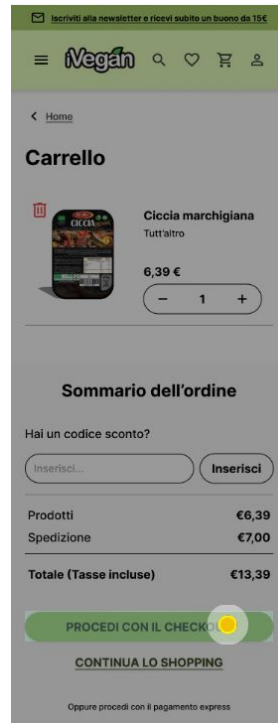 Iscriviti alla newsletter e ricevi subito un buono da 15€
iVegan
Home
Carrello
CICCIA
Ciccia marchigiana
Tutt'altro
6,39 €
− 1 +
Sommario dell'ordine
Hai un codice sconto?
Inserisci... Inserisci
Prodotti €6,39
Spedizione €7,00
Totale (Tasse incluse) €13,39
PROCEDI CON IL CHECKOUT
CONTINUA LO SHOPPING
Oppure procedi con il pagamento express